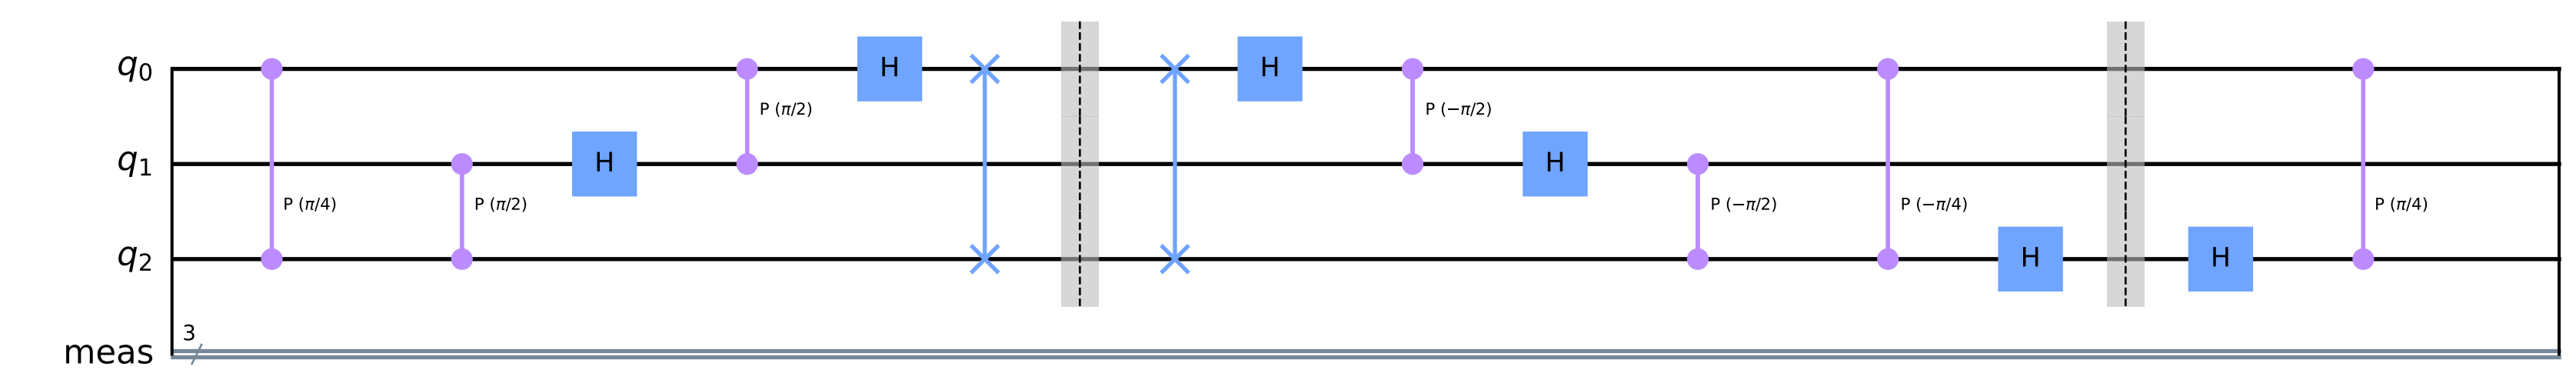 q0 H H
P (π/2) P (−π/2)
q1 H H
P (π/4) P (π/2) P (−π/2) P (−π/4) P (π/4)
q2 H H
3
meas